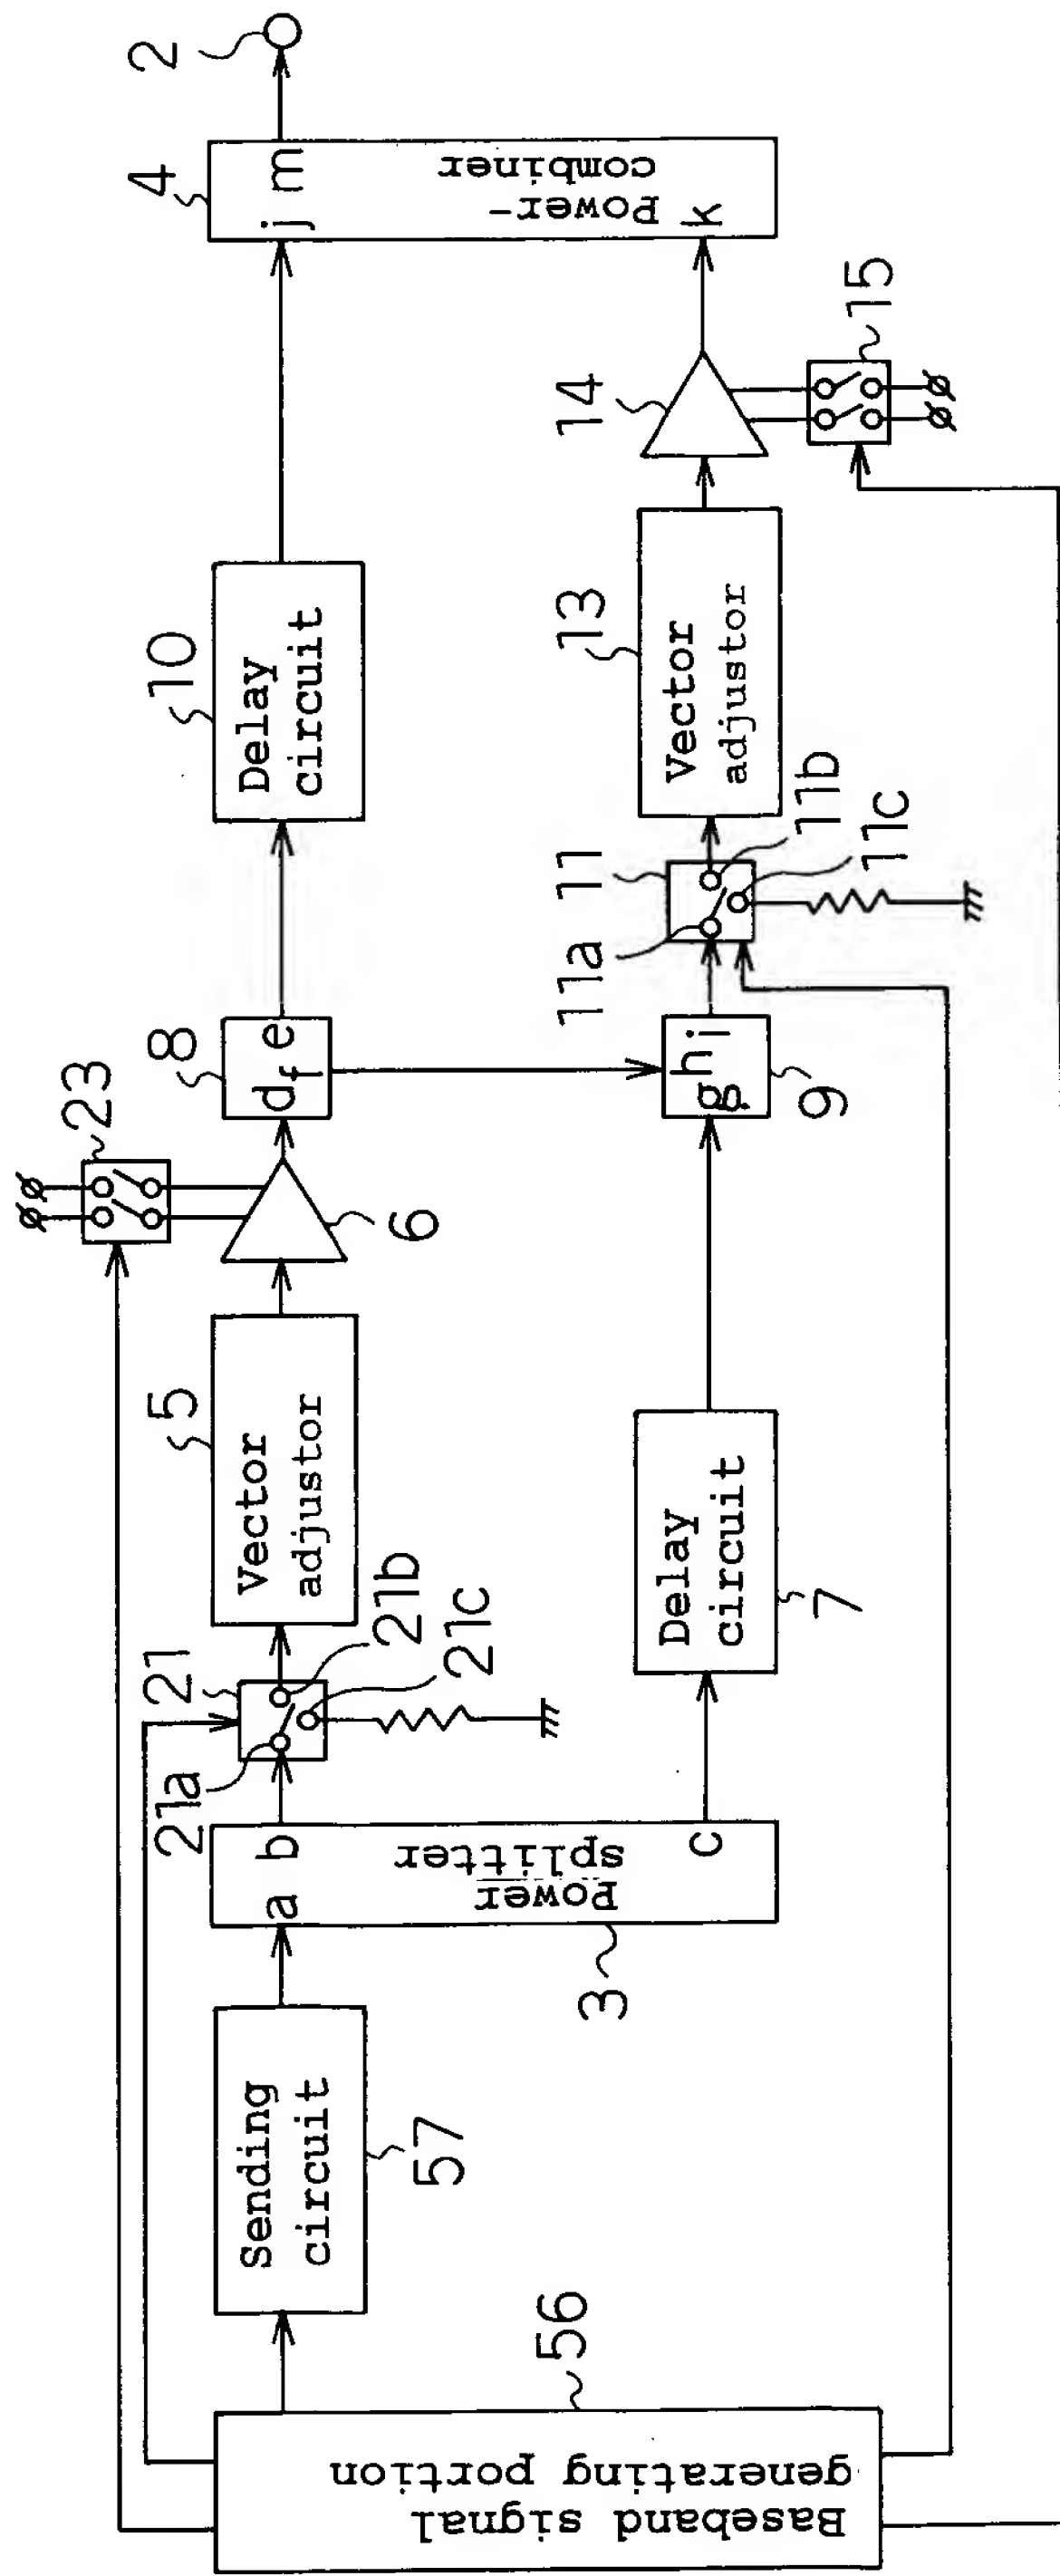 Baseband signal
generating portion
56
Sending
circuit
57
Power
splitter
a
b
c
3
21
21a
21b
21c
Vector
adjustor
5
Delay
circuit
7
6
23
8
d
f
e
9
g
h
i
Delay
circuit
10
11
11a
11b
11c
Vector
adjustor
13
14
15
Power-
combiner
j
m
k
4
2